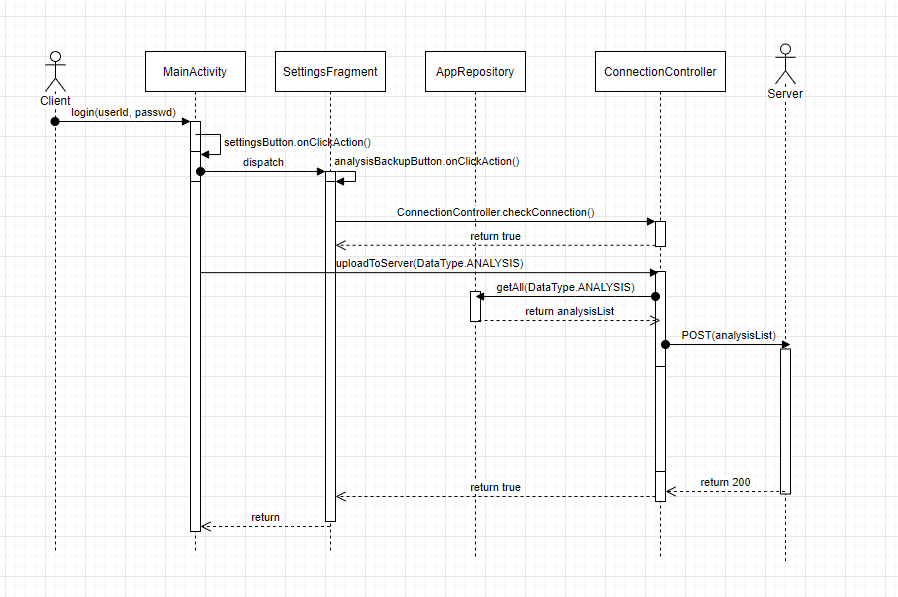 MainActivity
SettingsFragment
AppRepository
ConnectionController
Client
Server
login(userId, passwd)
settingsButton.onClickAction()
dispatch
analysisBackupButton.onClickAction()
ConnectionController.checkConnection()
return true
uploadToServer(DataType.ANALYSIS)
getAll(DataType.ANALYSIS)
return analysisList
POST(analysisList)
return 200
return true
return